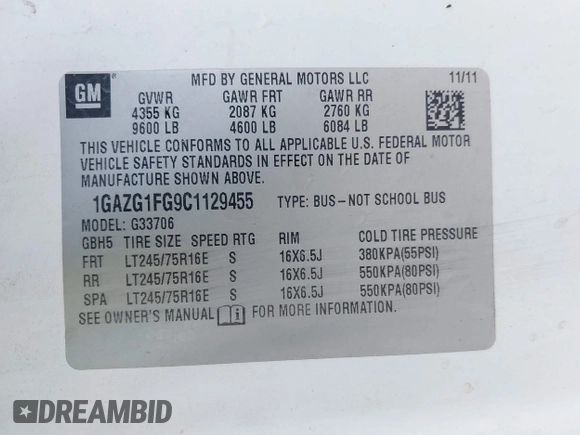 GM
®
MFD BY GENERAL MOTORS LLC 11/11
GVWR GAWR FRT GAWR RR
4355 KG 2087 KG 2760 KG
9600 LB 4600 LB 6084 LB
THIS VEHICLE CONFORMS TO ALL APPLICABLE U.S. FEDERAL MOTOR
VEHICLE SAFETY STANDARDS IN EFFECT ON THE DATE OF
MANUFACTURE SHOWN ABOVE.
1GAZG1FG9C1129455 TYPE: BUS–NOT SCHOOL BUS
MODEL: G33706
GBH5 TIRE SIZE SPEED RTG RIM COLD TIRE PRESSURE
FRT LT245/75R16E S 16X6.5J 380KPA(55PSI)
RR LT245/75R16E S 16X6.5J 550KPA(80PSI)
SPA LT245/75R16E S 16X6.5J 550KPA(80PSI)
SEE OWNER'S MANUAL i FOR MORE INFORMATION.
DREAMBID